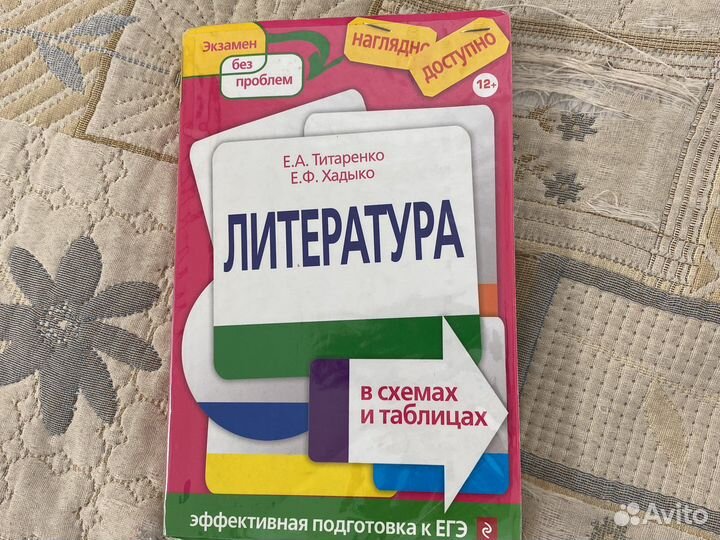 Экзамен
без
проблем
наглядно
доступно
12+
Е.А. Титаренко
Е.Ф. Хадыко
ЛИТЕРАТУРА
в схемах
и таблицах
эффективная подготовка к ЕГЭ
Avito